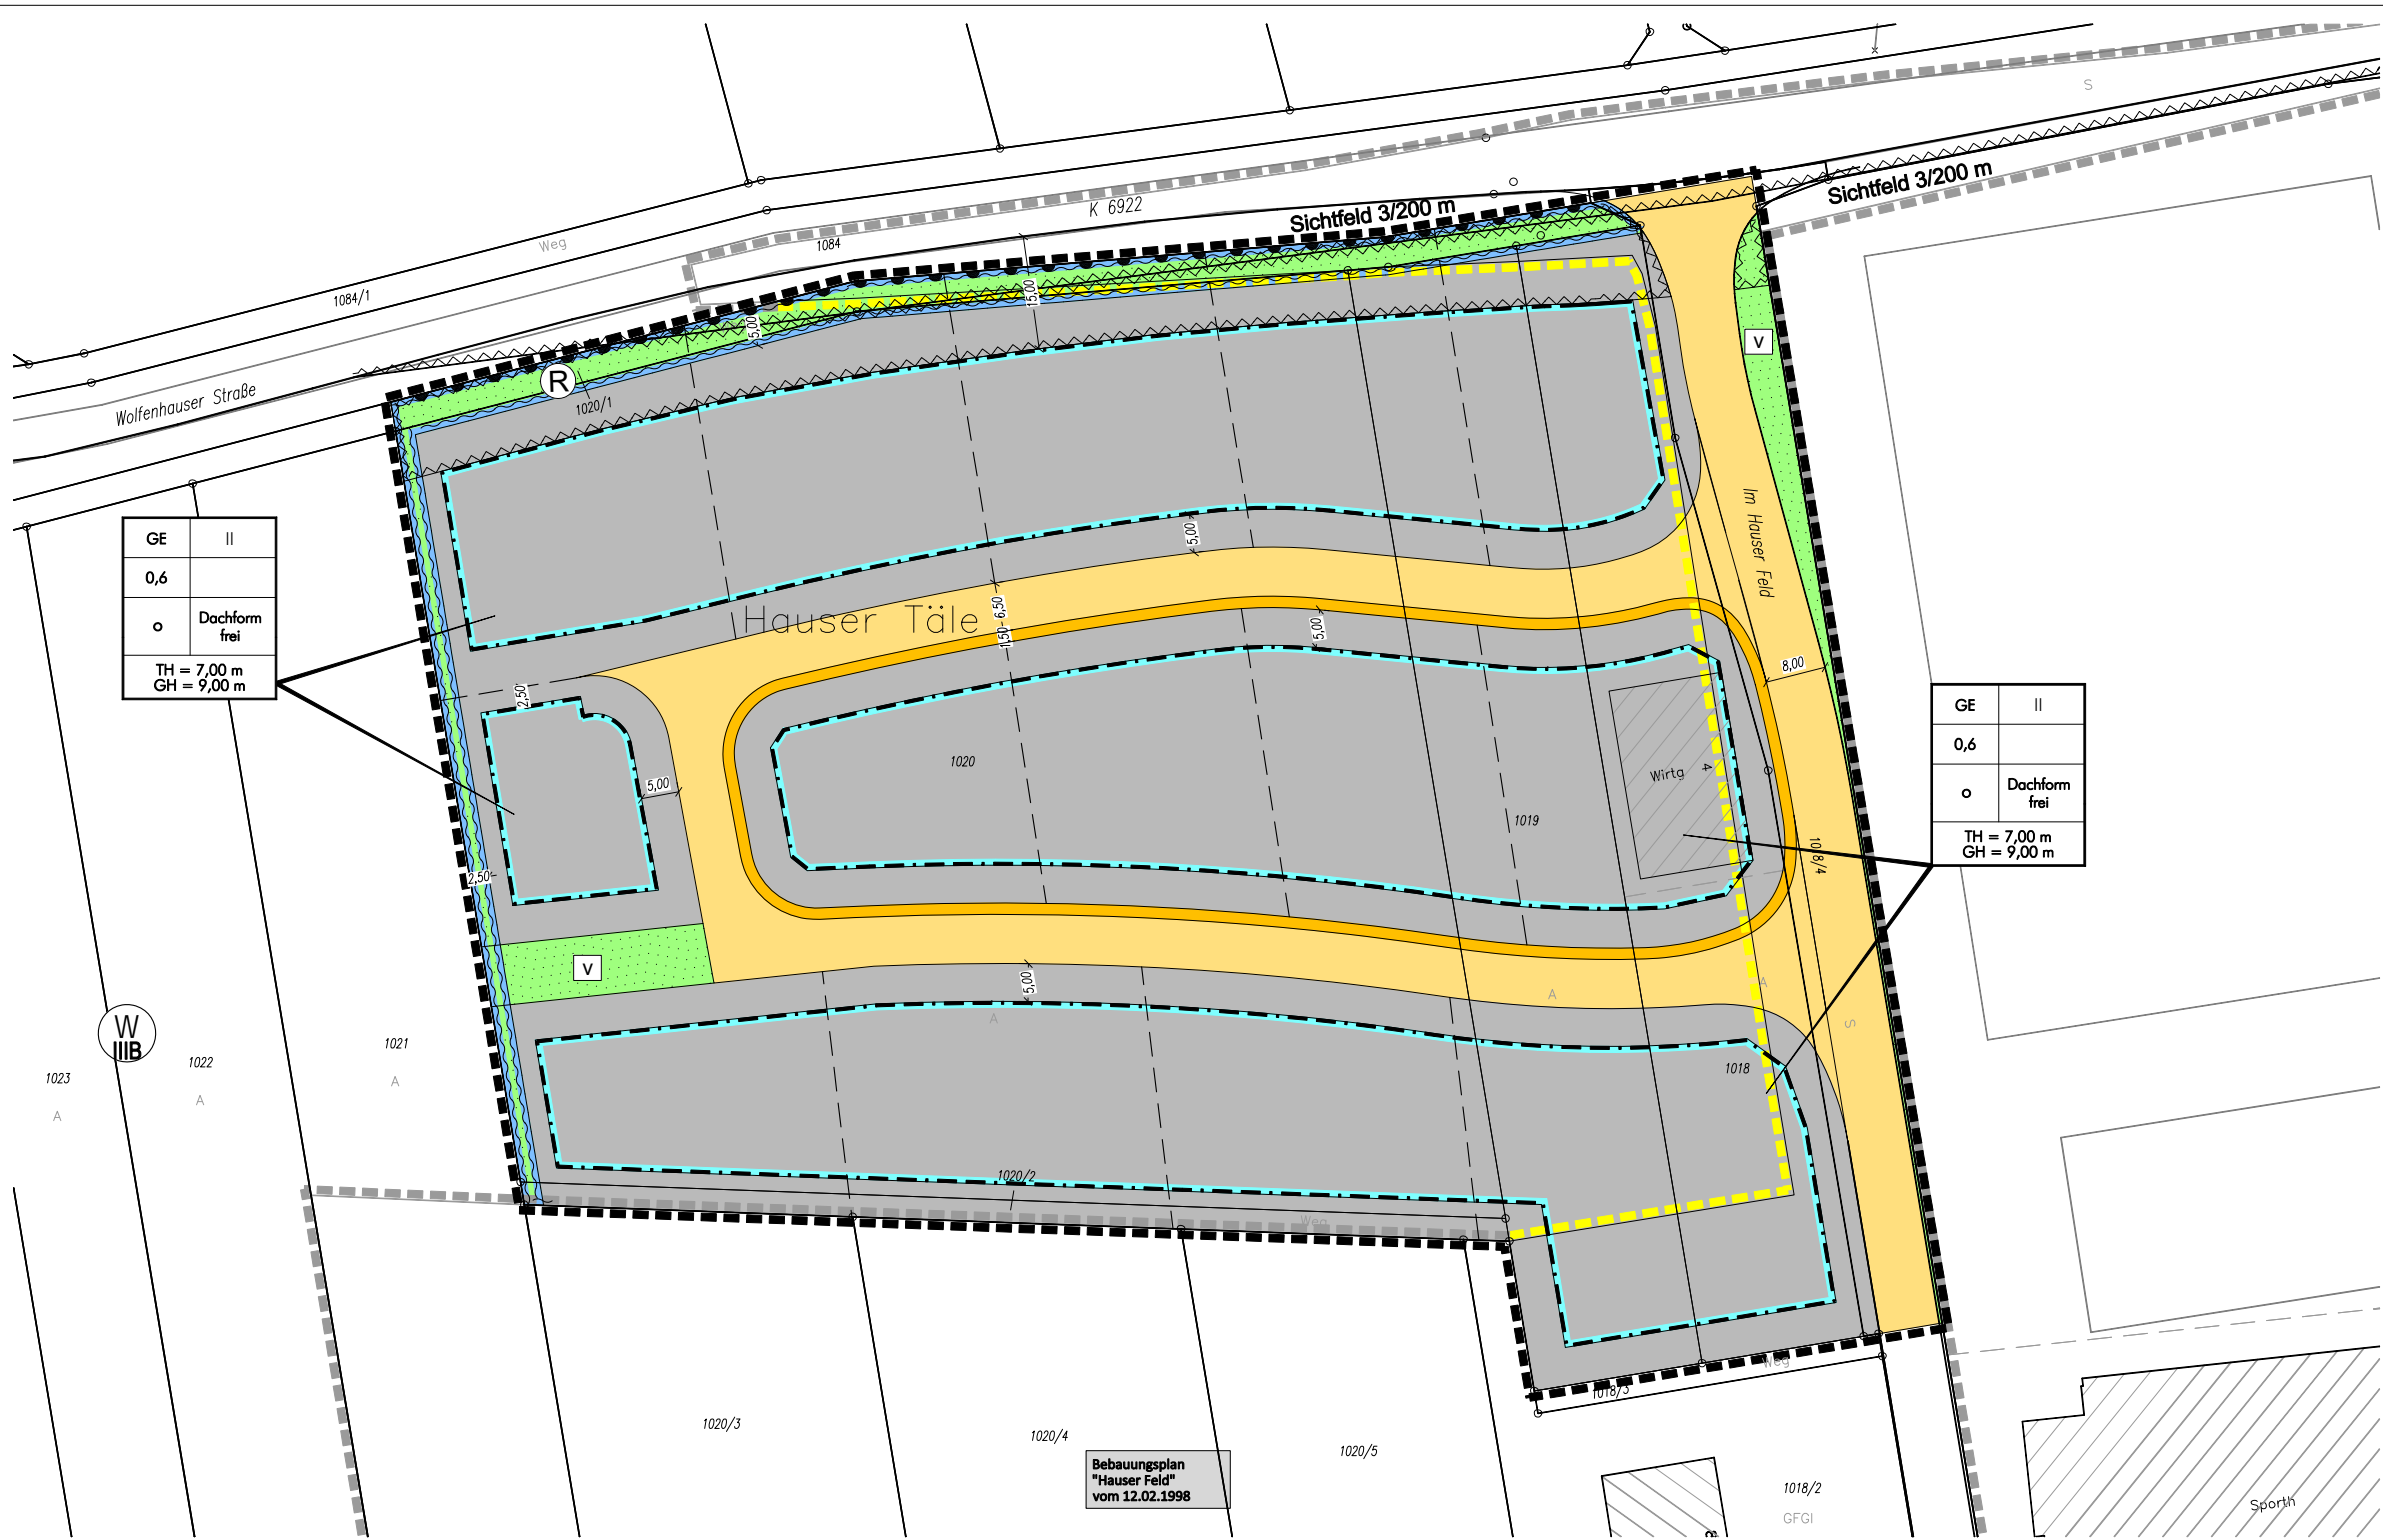 S
Sichtfeld 3/200 m
K 6922
Sichtfeld 3/200 m
1084
Weg
1084/1
15,00
5,00
V
R
1020/1
Wolfenhauser Straße
GE II
0,6
o Dachform
frei
TH = 7,00 m
GH = 9,00 m
Im Hauser Feld
5,00
Hauser Täle
6,50
1,50
5,00
8,00
2,50
5,00
GE II
0,6
o Dachform
frei
TH = 7,00 m
GH = 9,00 m
1020
Wirtg
4
1019
1018/4
2,50
V
5,00
A
A
A
S
W
IIIB
1023
A
1022
A
1021
A
1018
1020/2
Weg
Weg
1018/3
1020/3
1020/4
1020/5
Bebauungsplan
"Hauser Feld"
vom 12.02.1998
1018/2
GFGI
Sporth